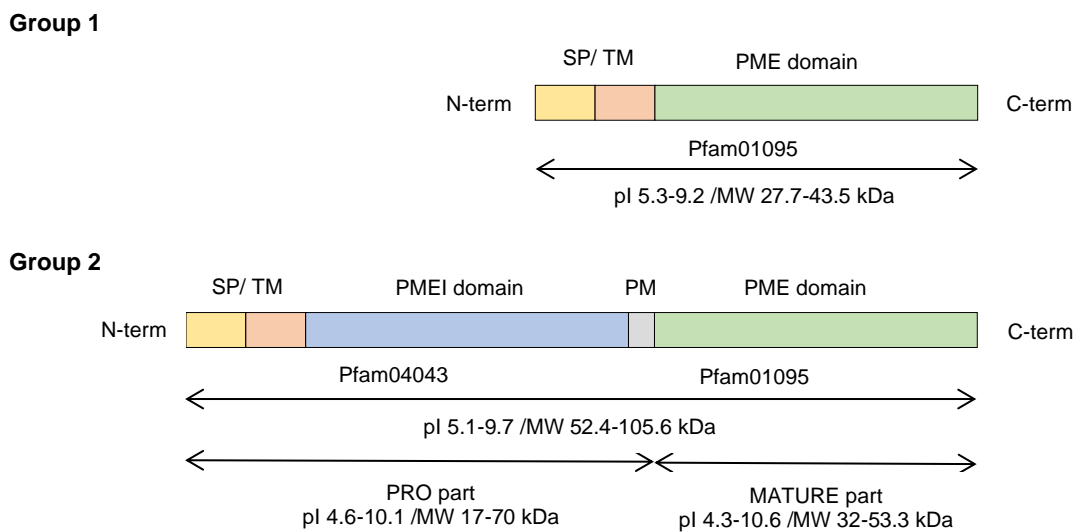 Group 1
SP/ TM PME domain
N-term C-term
Pfam01095
pI 5.3-9.2 /MW 27.7-43.5 kDa
Group 2
SP/ TM PMEI domain PM PME domain
N-term C-term
Pfam04043 Pfam01095
pI 5.1-9.7 /MW 52.4-105.6 kDa
PRO part MATURE part
pI 4.6-10.1 /MW 17-70 kDa pI 4.3-10.6 /MW 32-53.3 kDa